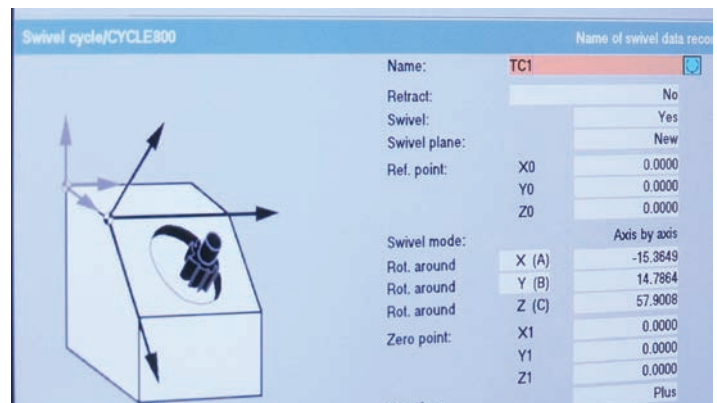 Swivel cycle/CYCLE800 Name of swivel data reco
Name: TC1
Retract: No
Swivel: Yes
Swivel plane: New
Ref. point: X0 0.0000
Y0 0.0000
Z0 0.0000
Swivel mode: Axis by axis
Rot. around X (A) -15.3649
Rot. around Y (B) 14.7864
Rot. around Z (C) 57.9008
Zero point: X1 0.0000
Y1 0.0000
Z1 0.0000
Plus